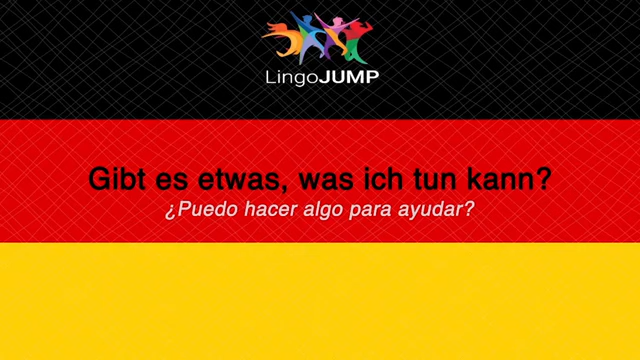 LingoJUMP
Gibt es etwas, was ich tun kann?
¿Puedo hacer algo para ayudar?